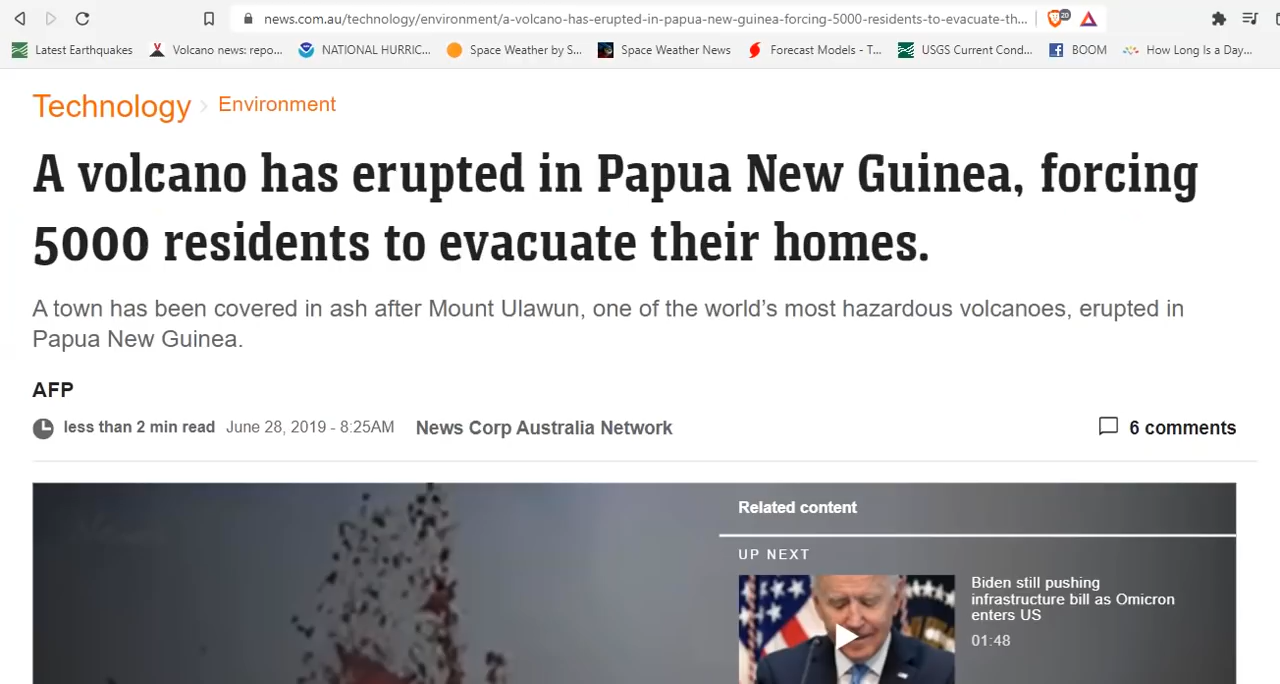 news.com.au/technology/environment/a-volcano-has-erupted-in-papua-new-guinea-forcing-5000-residents-to-evacuate-th...
20
Latest Earthquakes Volcano news: repo... NATIONAL HURRIC... Space Weather by S... Space Weather News Forecast Models - T... USGS Current Cond... BOOM How Long Is a Day...
Technology > Environment
A volcano has erupted in Papua New Guinea, forcing
5000 residents to evacuate their homes.
A town has been covered in ash after Mount Ulawun, one of the world’s most hazardous volcanoes, erupted in
Papua New Guinea.
AFP
less than 2 min read June 28, 2019 - 8:25AM News Corp Australia Network 6 comments
Related content
UP NEXT
Biden still pushing
infrastructure bill as Omicron
enters US
01:48